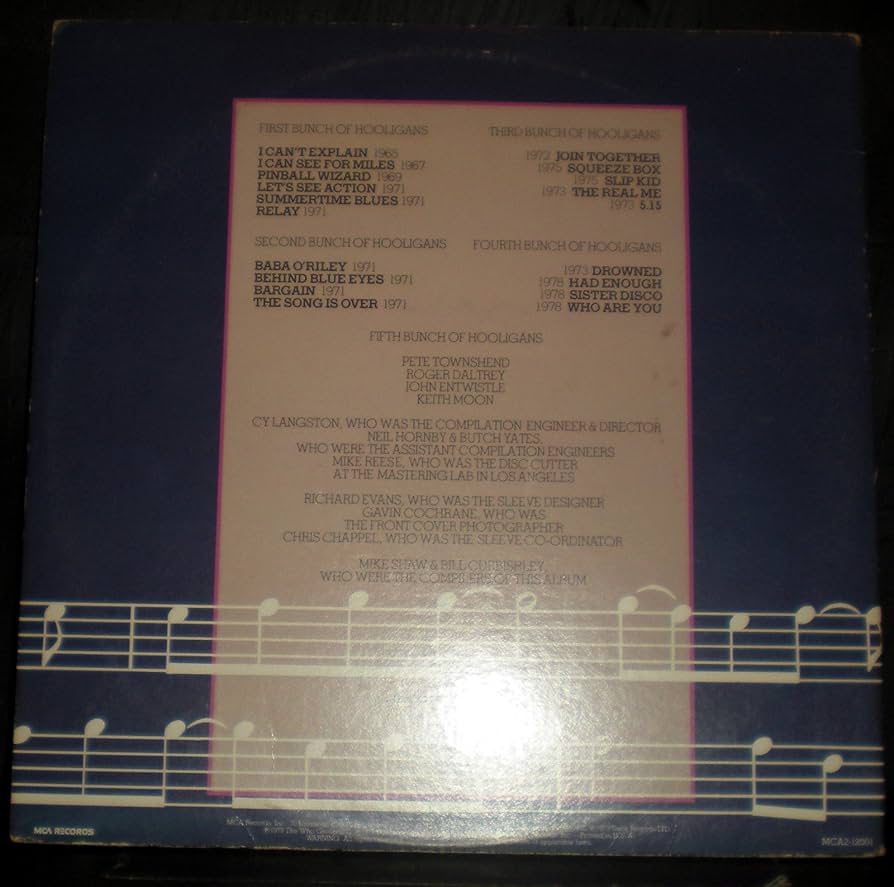 FIRST BUNCH OF HOOLIGANS
I CAN'T EXPLAIN 1965
I CAN SEE FOR MILES 1967
PINBALL WIZARD 1969
LET'S SEE ACTION 1971
SUMMERTIME BLUES 1971
RELAY 1971
THIRD BUNCH OF HOOLIGANS
1972 JOIN TOGETHER
1975 SQUEEZE BOX
1975 SLIP KID
1973 THE REAL ME
1973 5.15
SECOND BUNCH OF HOOLIGANS
BABA O'RILEY 1971
BEHIND BLUE EYES 1971
BARGAIN 1971
THE SONG IS OVER 1971
FOURTH BUNCH OF HOOLIGANS
1973 DROWNED
1978 HAD ENOUGH
1978 SISTER DISCO
1978 WHO ARE YOU
FIFTH BUNCH OF HOOLIGANS
PETE TOWNSHEND
ROGER DALTREY
JOHN ENTWISTLE
KEITH MOON
CY LANGSTON, WHO WAS THE COMPILATION ENGINEER & DIRECTOR
NEIL HORNBY & BUTCH YATES,
WHO WERE THE ASSISTANT COMPILATION ENGINEERS
MIKE REESE, WHO WAS THE DISC CUTTER
AT THE MASTERING LAB IN LOS ANGELES
RICHARD EVANS, WHO WAS THE SLEEVE DESIGNER
GAVIN COCHRANE, WHO WAS
THE FRONT COVER PHOTOGRAPHER
CHRIS CHAPPEL, WHO WAS THE SLEEVE CO-ORDINATOR
MIKE SHAW & BILL CURBISHLEY,
WHO WERE THE COMPILERS OF THIS ALBUM
MCA RECORDS
MCA Records, Inc.
The Who
WARNING:
MCA2-12001